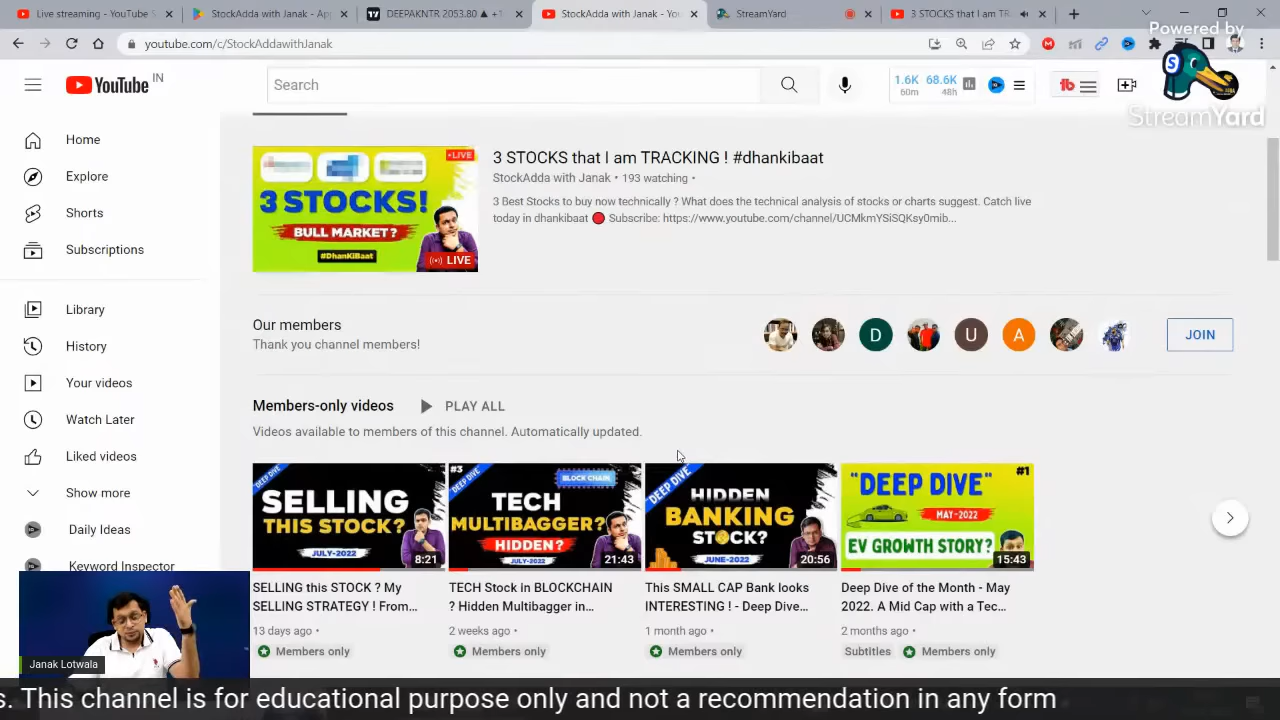 Live streaming - YouTube S
StockAdda with Janak - Ap
DEEPAKNTR 2053.80 ▲ +1
StockAdda with Janak - You
StreamYard
3 STOCKS that I am TR
Powered by
youtube.com/c/StockAddawithJanak
StreamYard
YouTube IN
Search
1.6K 68.6K
60m 48h
Home
Explore
Shorts
Subscriptions
Library
History
Your videos
Watch Later
Liked videos
Show more
Daily Ideas
Keyword Inspector
LIVE
3 STOCKS!
BULL MARKET?
#DhanKiBaat
LIVE
3 STOCKS that I am TRACKING ! #dhankibaat
StockAdda with Janak • 193 watching •
3 Best Stocks to buy now technically ? What does the technical analysis of stocks or charts suggest. Catch live
today in dhankibaat 🔴 Subscribe: https://www.youtube.com/channel/UCMkmYSiSQKsy0mib...
Our members
Thank you channel members!
D
U
A
JOIN
Members-only videos
PLAY ALL
Videos available to members of this channel. Automatically updated.
DEEP DIVE
SELLING
THIS STOCK?
JULY-2022
8:21
#3
DEEP DIVE
BLOCK CHAIN
TECH
MULTIBAGGER?
HIDDEN?
JULY-2022
21:43
DEEP DIVE
HIDDEN
BANKING
STOCK?
JUNE-2022
20:56
"DEEP DIVE"
#1
MAY-2022
EV GROWTH STORY?
15:43
SELLING this STOCK ? My
SELLING STRATEGY ! From...
13 days ago •
Members only
TECH Stock in BLOCKCHAIN
? Hidden Multibagger in...
2 weeks ago •
Members only
This SMALL CAP Bank looks
INTERESTING ! - Deep Dive...
1 month ago •
Members only
Deep Dive of the Month - May
2022. A Mid Cap with a Tec...
2 months ago •
Subtitles
Members only
Janak Lotwala
s. This channel is for educational purpose only and not a recommendation in any form